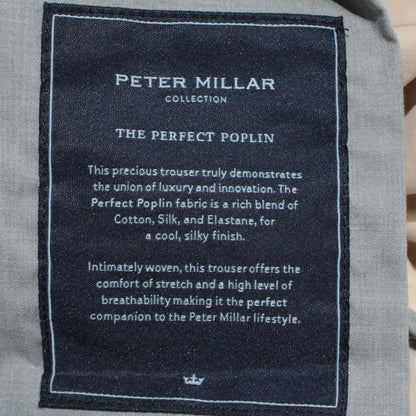 PETER MILLAR
COLLECTION
THE PERFECT POPLIN
This precious trouser truly demonstrates
the union of luxury and innovation. The
Perfect Poplin fabric is a rich blend of
Cotton, Silk, and Elastane, for
a cool, silky finish.
Intimately woven, this trouser offers the
comfort of stretch and a high level of
breathability making it the perfect
companion to the Peter Millar lifestyle.